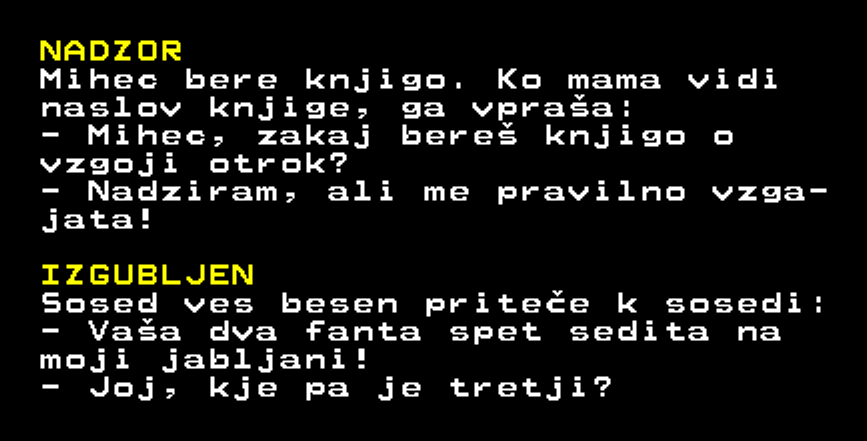 NADZOR
Mihec bere knjigo. Ko mama vidi
naslov knjige, ga vpraša:
- Mihec, zakaj bereš knjigo o
vzgoji otrok?
- Nadziram, ali me pravilno vzga-
jata!
IZGUBLJEN
Sosed ves besen priteče k sosedi:
- Vaša dva fanta spet sedita na
moji jabljani!
- Joj, kje pa je tretji?